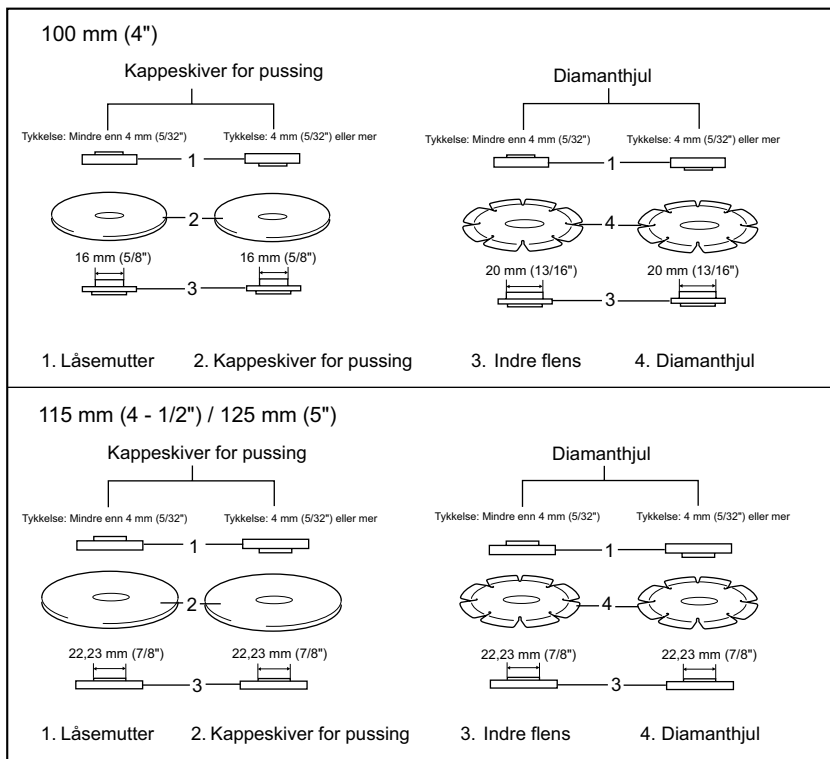 100 mm (4")
Kappeskiver for pussing
Diamanthjul
Tykkelse: Mindre enn 4 mm (5/32")
Tykkelse: 4 mm (5/32") eller mer
Tykkelse: Mindre enn 4 mm (5/32")
Tykkelse: 4 mm (5/32") eller mer
1
1
2
4
16 mm (5/8")
16 mm (5/8")
20 mm (13/16")
20 mm (13/16")
3
3
1. Låsemutter
2. Kappeskiver for pussing
3. Indre flens
4. Diamanthjul
115 mm (4 - 1/2") / 125 mm (5")
Kappeskiver for pussing
Diamanthjul
Tykkelse: Mindre enn 4 mm (5/32")
Tykkelse: 4 mm (5/32") eller mer
Tykkelse: Mindre enn 4 mm (5/32")
Tykkelse: 4 mm (5/32") eller mer
1
1
2
4
22,23 mm (7/8")
22,23 mm (7/8")
22,23 mm (7/8")
22,23 mm (7/8")
3
3
1. Låsemutter
2. Kappeskiver for pussing
3. Indre flens
4. Diamanthjul